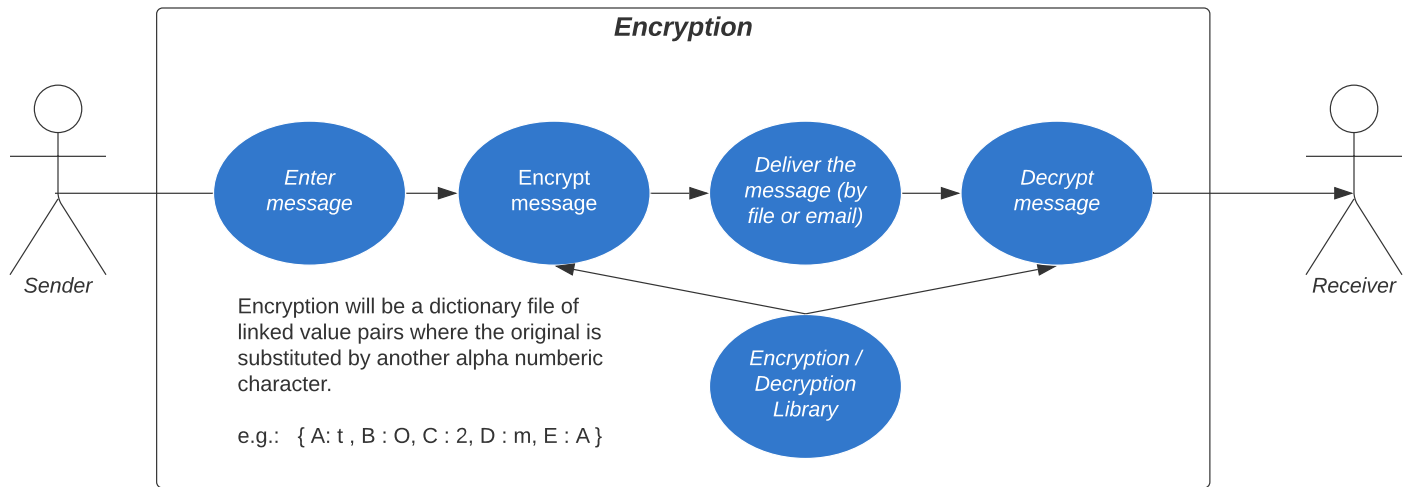 Encryption
Enter
message
Encrypt
message
Deliver the
message (by
file or email)
Decrypt
message
Sender
Receiver
Encryption will be a dictionary file of
linked value pairs where the original is
substituted by another alpha numberic
character.
e.g.:   { A: t , B : O, C : 2, D : m, E : A }
Encryption /
Decryption
Library